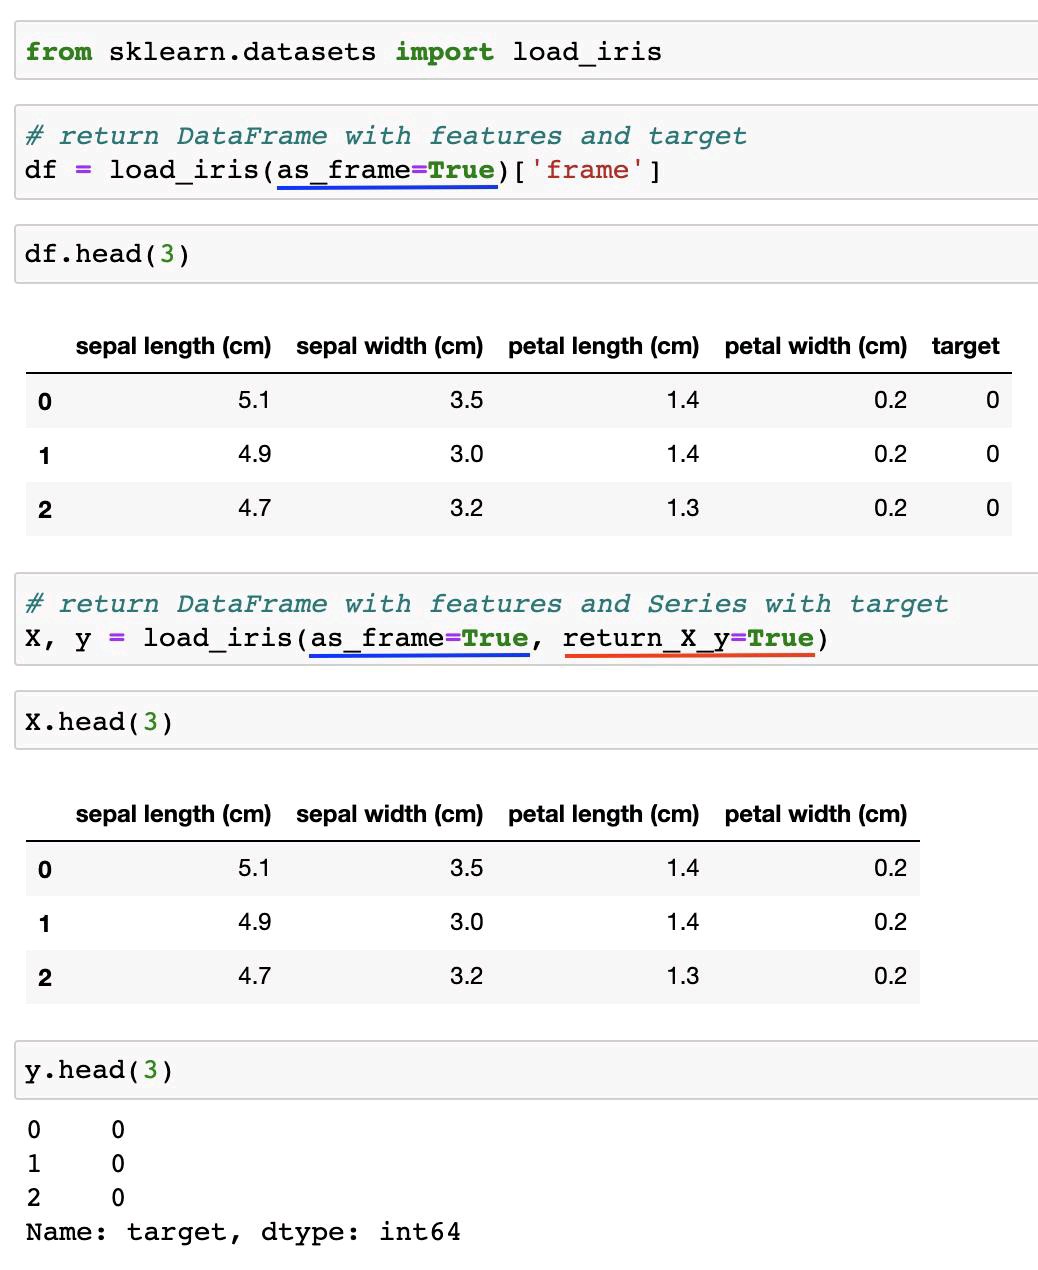 from sklearn.datasets import load_iris
# return DataFrame with features and target
df = load_iris(as_frame=True)['frame']
df.head(3)
sepal length (cm) sepal width (cm) petal length (cm) petal width (cm) target
0 5.1 3.5 1.4 0.2 0
1 4.9 3.0 1.4 0.2 0
2 4.7 3.2 1.3 0.2 0
# return DataFrame with features and Series with target
X, y = load_iris(as_frame=True, return_X_y=True)
X.head(3)
sepal length (cm) sepal width (cm) petal length (cm) petal width (cm)
0 5.1 3.5 1.4 0.2
1 4.9 3.0 1.4 0.2
2 4.7 3.2 1.3 0.2
y.head(3)
0 0
1 0
2 0
Name: target, dtype: int64